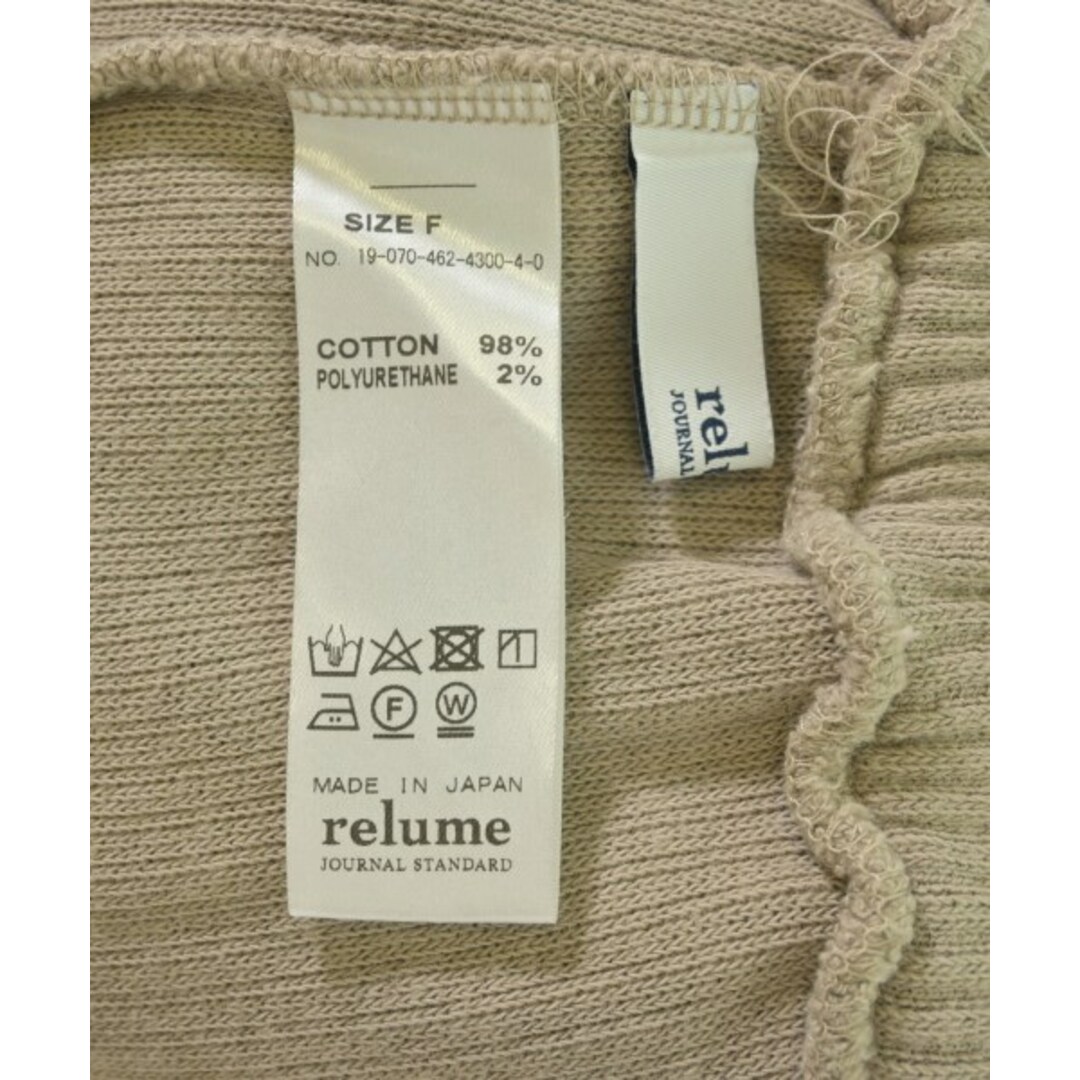 SIZE F
NO. 19-070-462-4300-4-0
COTTON 98%
POLYURETHANE 2%
F W
MADE IN JAPAN
relume
JOURNAL STANDARD
rel
JOURNAL